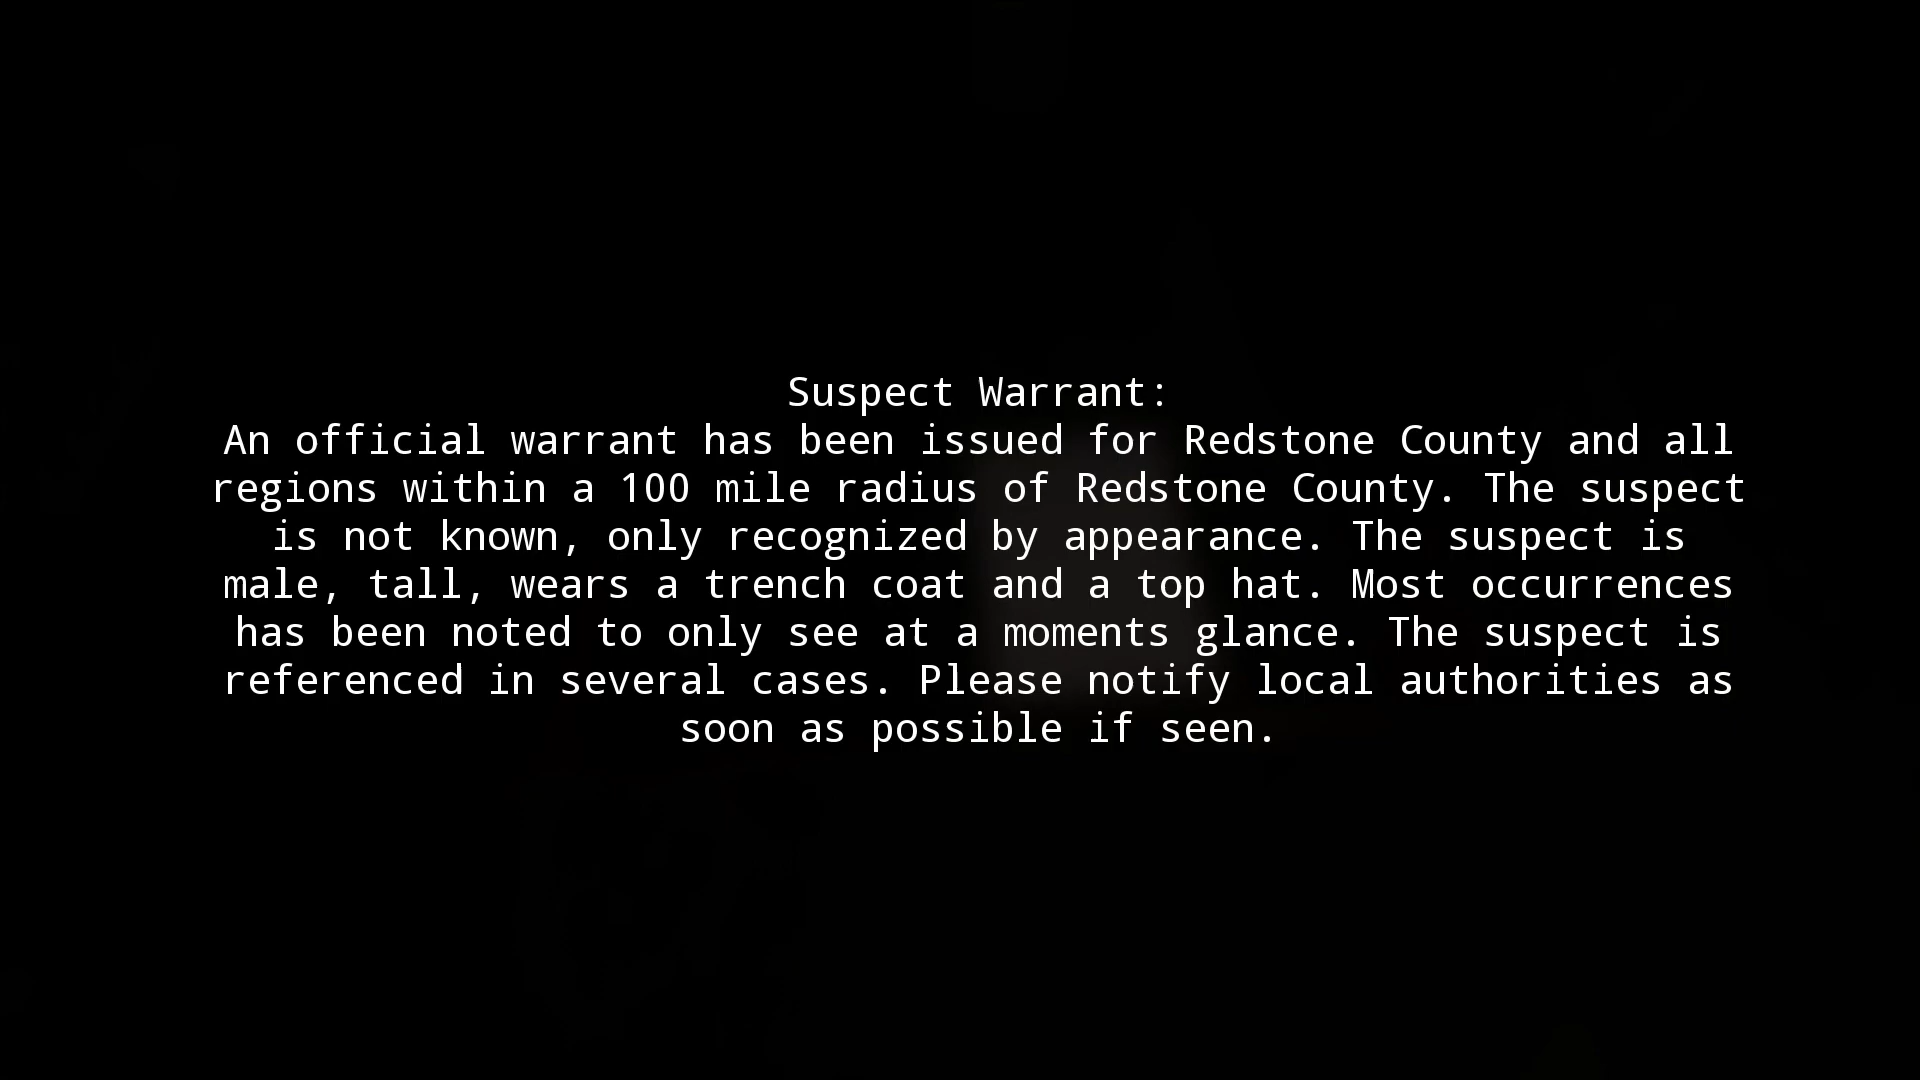 Suspect Warrant:
An official warrant has been issued for Redstone County and all
regions within a 100 mile radius of Redstone County. The suspect
is not known, only recognized by appearance. The suspect is
male, tall, wears a trench coat and a top hat. Most occurrences
has been noted to only see at a moments glance. The suspect is
referenced in several cases. Please notify local authorities as
soon as possible if seen.